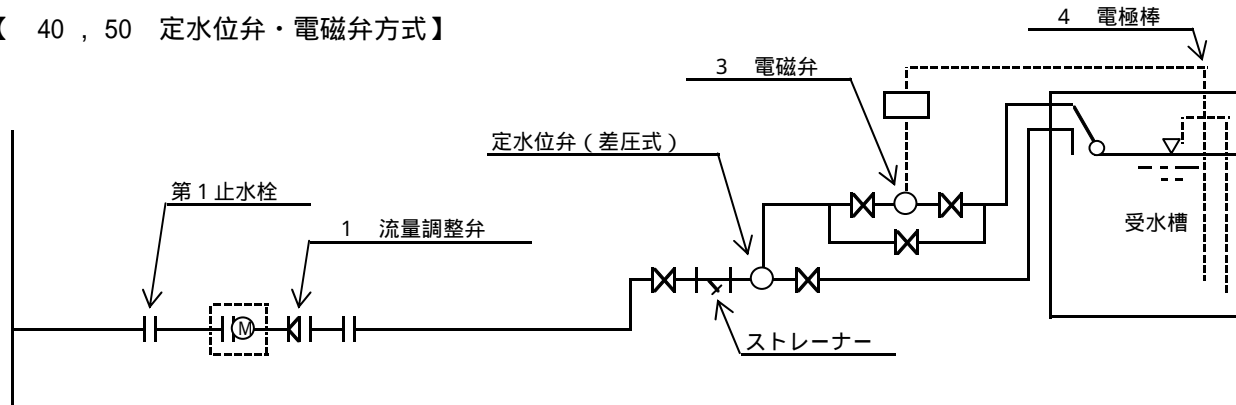 【 40 , 50 定水位弁・電磁弁方式】
4 電極棒
3 電磁弁
定水位弁(差圧式)
第1止水栓
1 流量調整弁
受水槽
M
ストレーナー